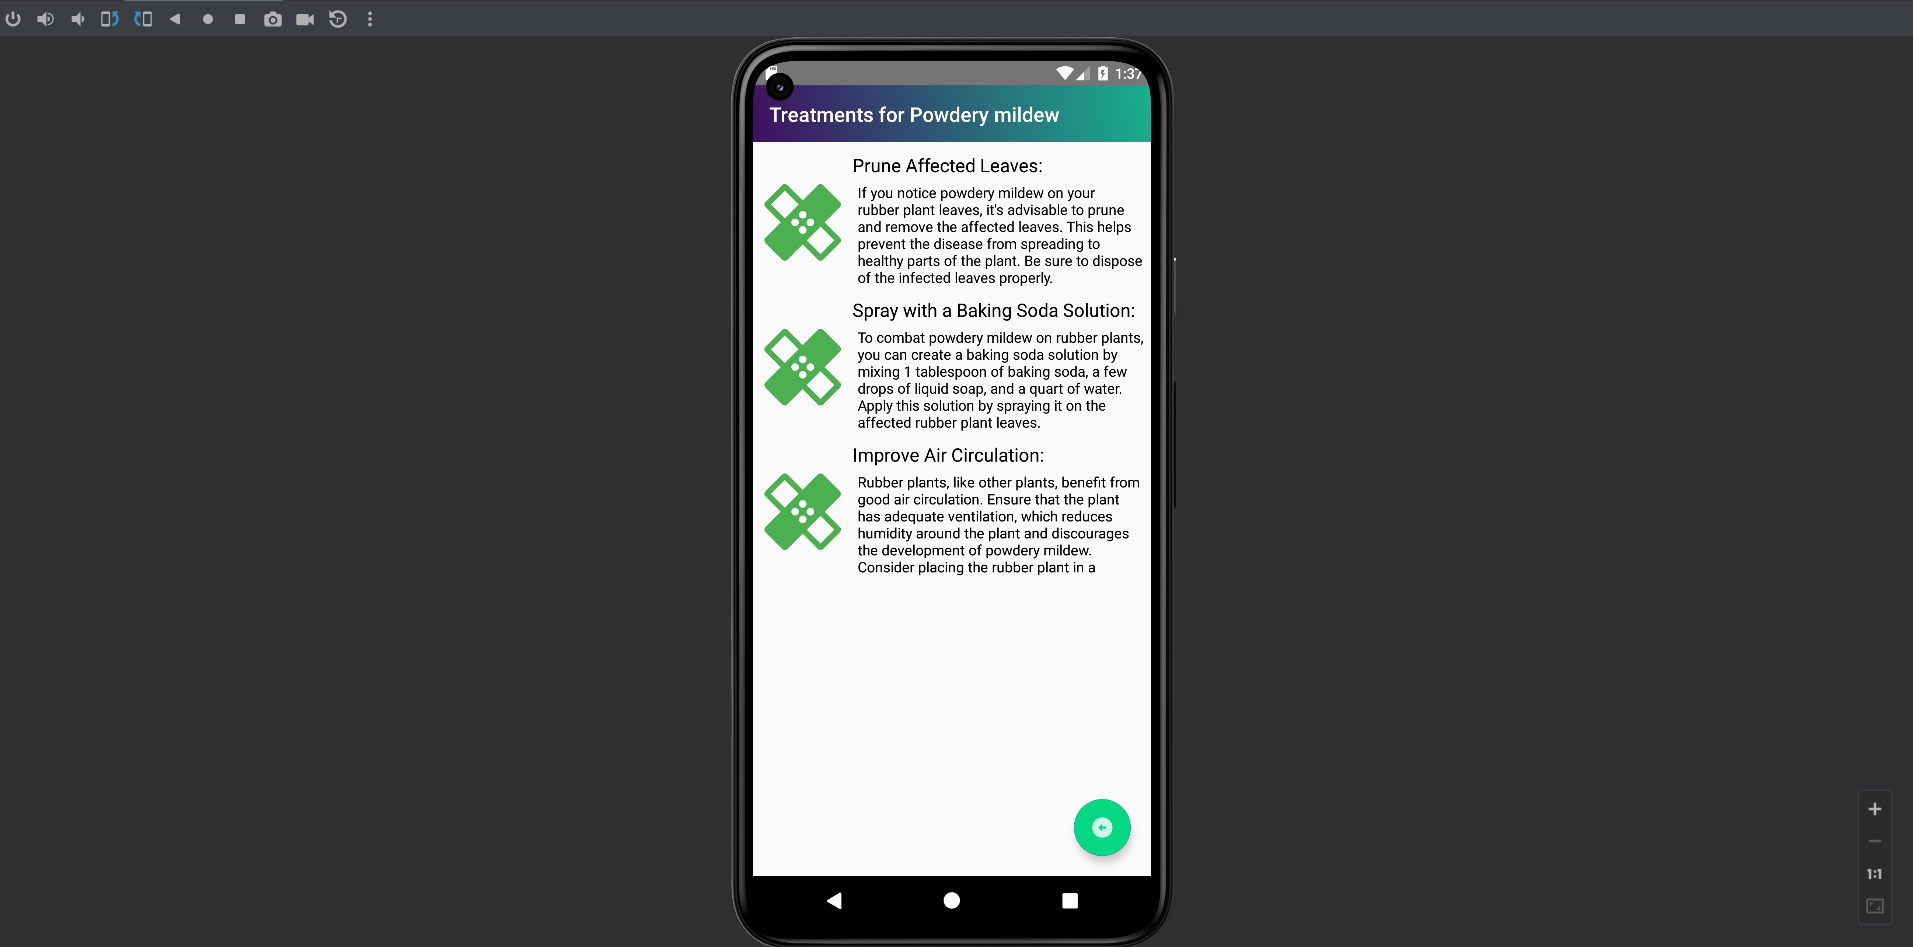 1:37
Treatments for Powdery mildew
Prune Affected Leaves:
If you notice powdery mildew on your
rubber plant leaves, it's advisable to prune
and remove the affected leaves. This helps
prevent the disease from spreading to
healthy parts of the plant. Be sure to dispose
of the infected leaves properly.
Spray with a Baking Soda Solution:
To combat powdery mildew on rubber plants,
you can create a baking soda solution by
mixing 1 tablespoon of baking soda, a few
drops of liquid soap, and a quart of water.
Apply this solution by spraying it on the
affected rubber plant leaves.
Improve Air Circulation:
Rubber plants, like other plants, benefit from
good air circulation. Ensure that the plant
has adequate ventilation, which reduces
humidity around the plant and discourages
the development of powdery mildew.
Consider placing the rubber plant in a
1:1